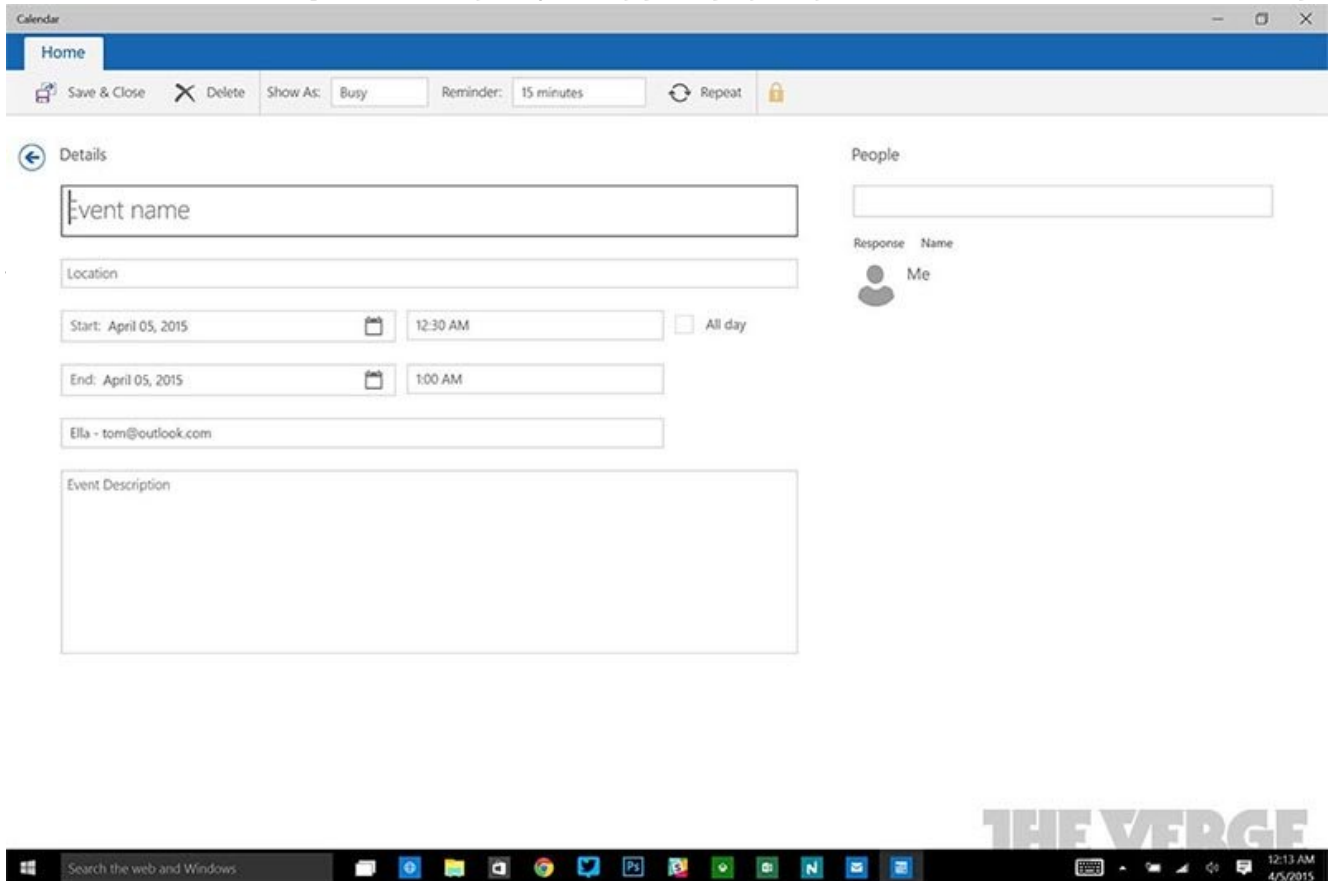 Calendar
Home
Save & Close Delete Show As: Busy Reminder: 15 minutes Repeat
Details
People
Event name
Response Name
Location
Me
Start: April 05, 2015 12:30 AM All day
End: April 05, 2015 1:00 AM
Ella - tom@outlook.com
Event Description
THE VERGE
Search the web and Windows
Ps
N
12:13 AM
4/5/2015